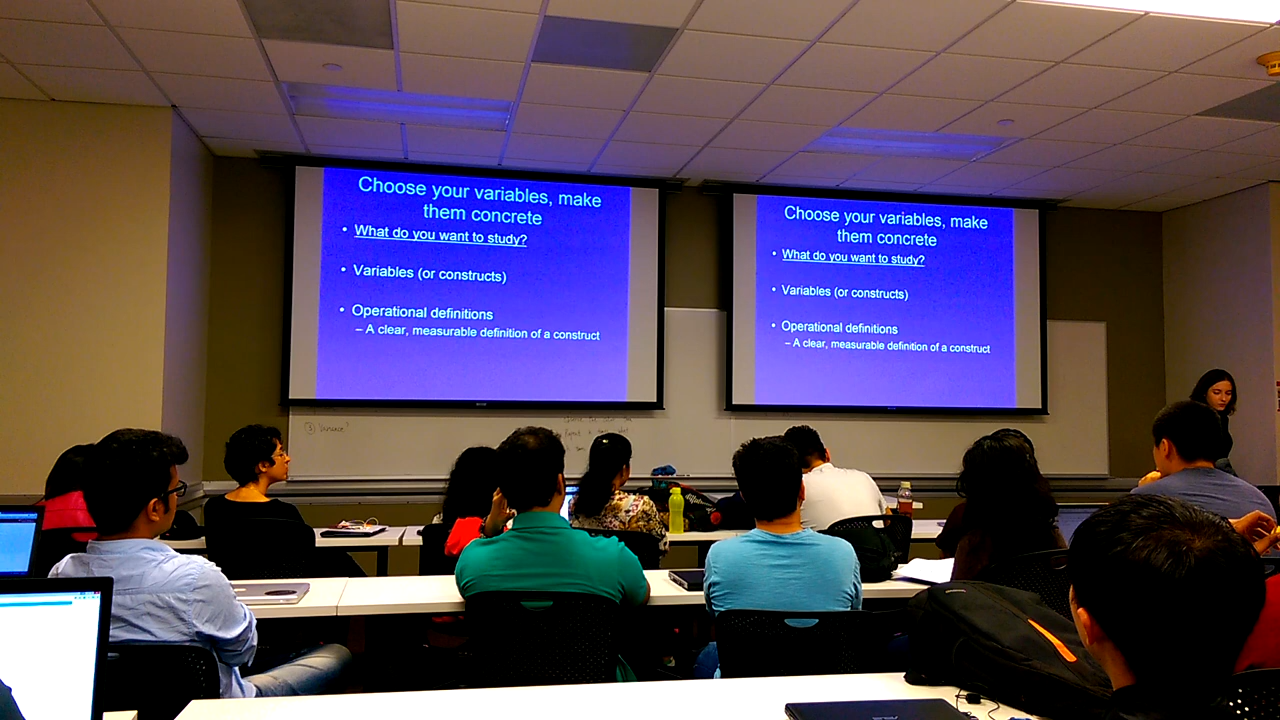 Choose your variables, make
them concrete
• What do you want to study?
• Variables (or constructs)
• Operational definitions
– A clear, measurable definition of a construct
Choose your variables, make
them concrete
• What do you want to study?
• Variables (or constructs)
• Operational definitions
– A clear, measurable definition of a construct
③ Variance